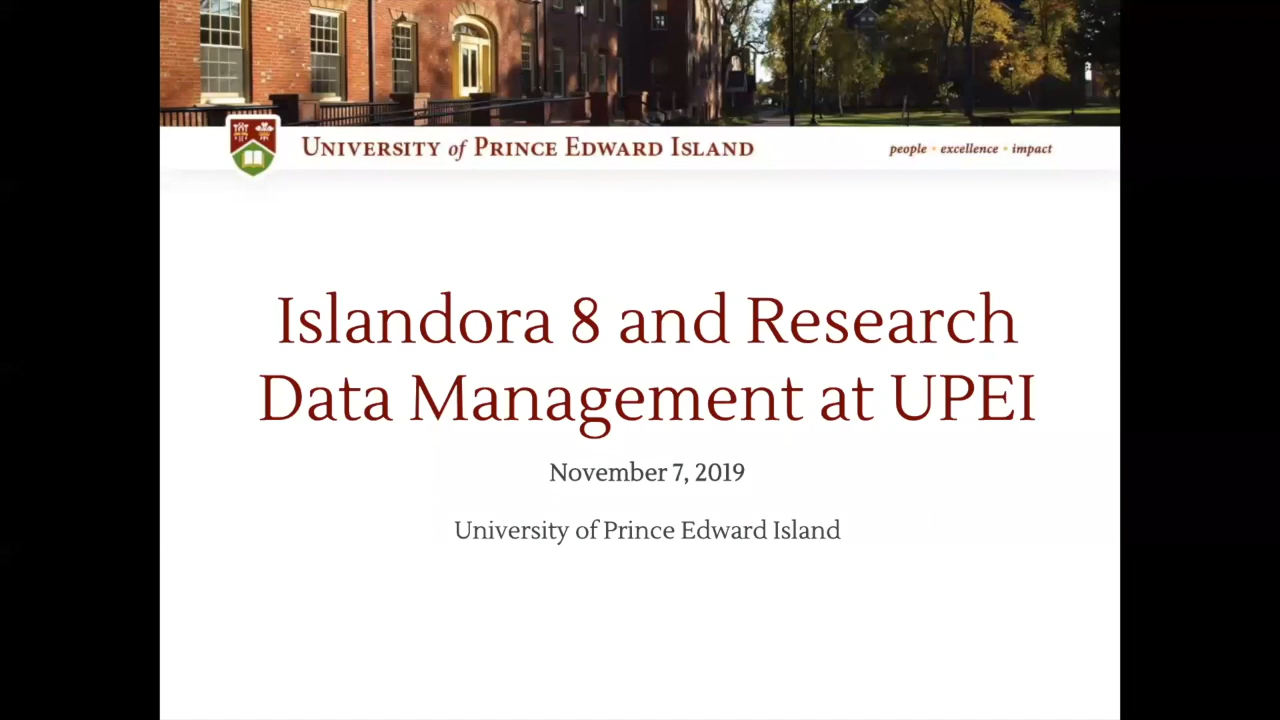 UNIVERSITY of PRINCE EDWARD ISLAND
people • excellence • impact
Islandora 8 and Research
Data Management at UPEI
November 7, 2019
University of Prince Edward Island